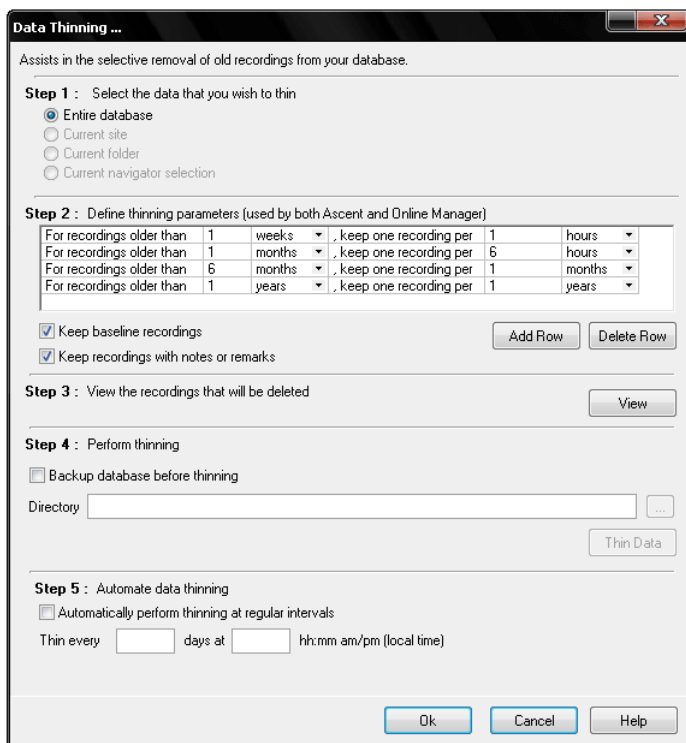 Data Thinning ...
Assists in the selective removal of old recordings from your database.
Step 1 : Select the data that you wish to thin
Entire database
Current site
Current folder
Current navigator selection
Step 2 : Define thinning parameters (used by both Ascent and Online Manager)
For recordings older than 1 weeks , keep one recording per 1 hours
For recordings older than 1 months , keep one recording per 6 hours
For recordings older than 6 months , keep one recording per 1 months
For recordings older than 1 years , keep one recording per 1 years
Keep baseline recordings
Add Row Delete Row
Keep recordings with notes or remarks
Step 3 : View the recordings that will be deleted
View
Step 4 : Perform thinning
Backup database before thinning
Directory ...
Thin Data
Step 5 : Automate data thinning
Automatically perform thinning at regular intervals
Thin every days at hh:mm am/pm (local time)
Ok Cancel Help